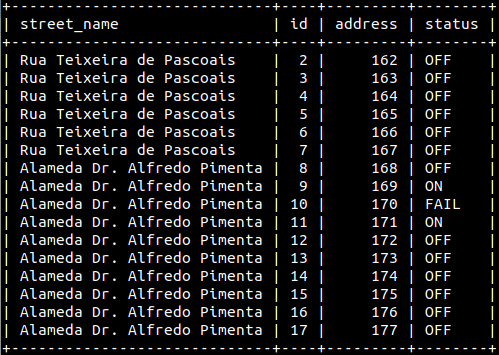 +-----------------------------+----+---------+--------+
| street_name                 | id | address | status |
+-----------------------------+----+---------+--------+
| Rua Teixeira de Pascoais    |  2 |     162 | OFF    |
| Rua Teixeira de Pascoais    |  3 |     163 | OFF    |
| Rua Teixeira de Pascoais    |  4 |     164 | OFF    |
| Rua Teixeira de Pascoais    |  5 |     165 | OFF    |
| Rua Teixeira de Pascoais    |  6 |     166 | OFF    |
| Rua Teixeira de Pascoais    |  7 |     167 | OFF    |
| Alameda Dr. Alfredo Pimenta |  8 |     168 | OFF    |
| Alameda Dr. Alfredo Pimenta |  9 |     169 | ON     |
| Alameda Dr. Alfredo Pimenta | 10 |     170 | FAIL   |
| Alameda Dr. Alfredo Pimenta | 11 |     171 | ON     |
| Alameda Dr. Alfredo Pimenta | 12 |     172 | OFF    |
| Alameda Dr. Alfredo Pimenta | 13 |     173 | OFF    |
| Alameda Dr. Alfredo Pimenta | 14 |     174 | OFF    |
| Alameda Dr. Alfredo Pimenta | 15 |     175 | OFF    |
| Alameda Dr. Alfredo Pimenta | 16 |     176 | OFF    |
| Alameda Dr. Alfredo Pimenta | 17 |     177 | OFF    |
+-----------------------------+----+---------+--------+